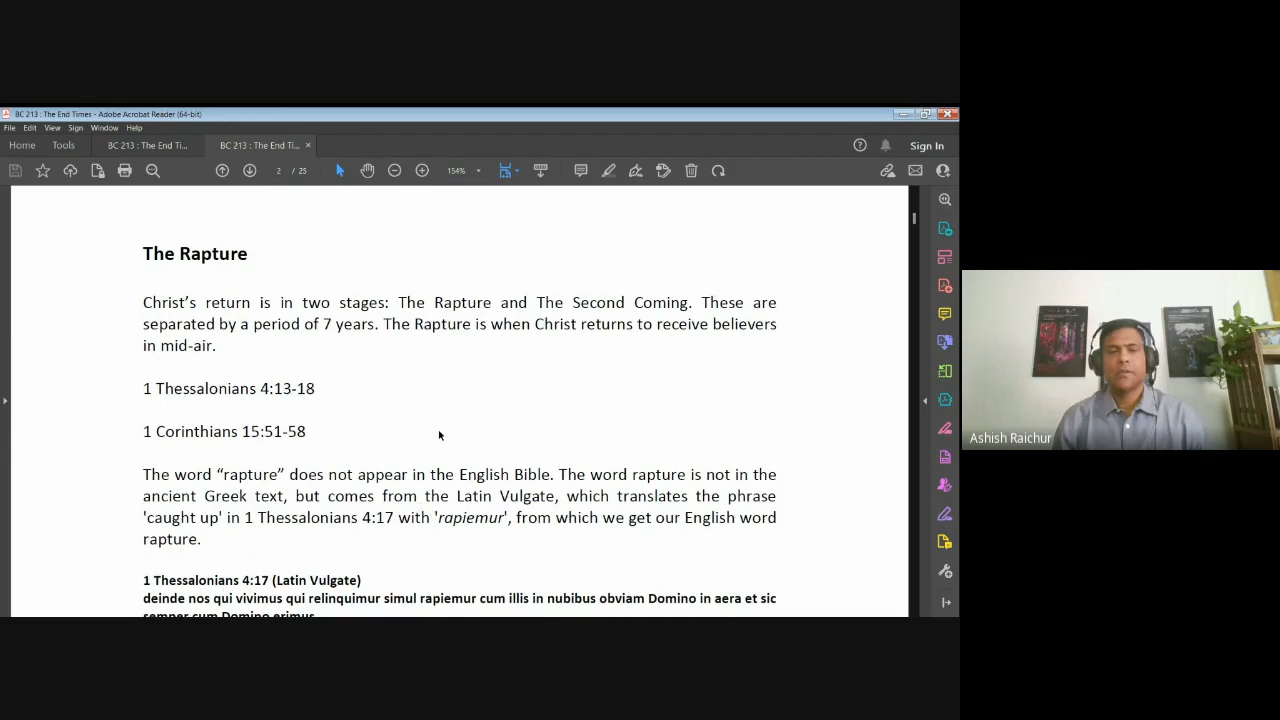 BC 213 : The End Times - Adobe Acrobat Reader (64-bit)
File Edit View Sign Window Help
Home Tools BC 213 : The End Ti... BC 213 : The End Ti... × Sign In
2 / 25 154%
The Rapture
Christ’s return is in two stages: The Rapture and The Second Coming. These are
separated by a period of 7 years. The Rapture is when Christ returns to receive believers
in mid-air.
1 Thessalonians 4:13-18
1 Corinthians 15:51-58
The word “rapture” does not appear in the English Bible. The word rapture is not in the
ancient Greek text, but comes from the Latin Vulgate, which translates the phrase
'caught up' in 1 Thessalonians 4:17 with 'rapiemur', from which we get our English word
rapture.
1 Thessalonians 4:17 (Latin Vulgate)
deinde nos qui vivimus qui relinquimur simul rapiemur cum illis in nubibus obviam Domino in aera et sic
semper cum Domino erimus
Ashish Raichur